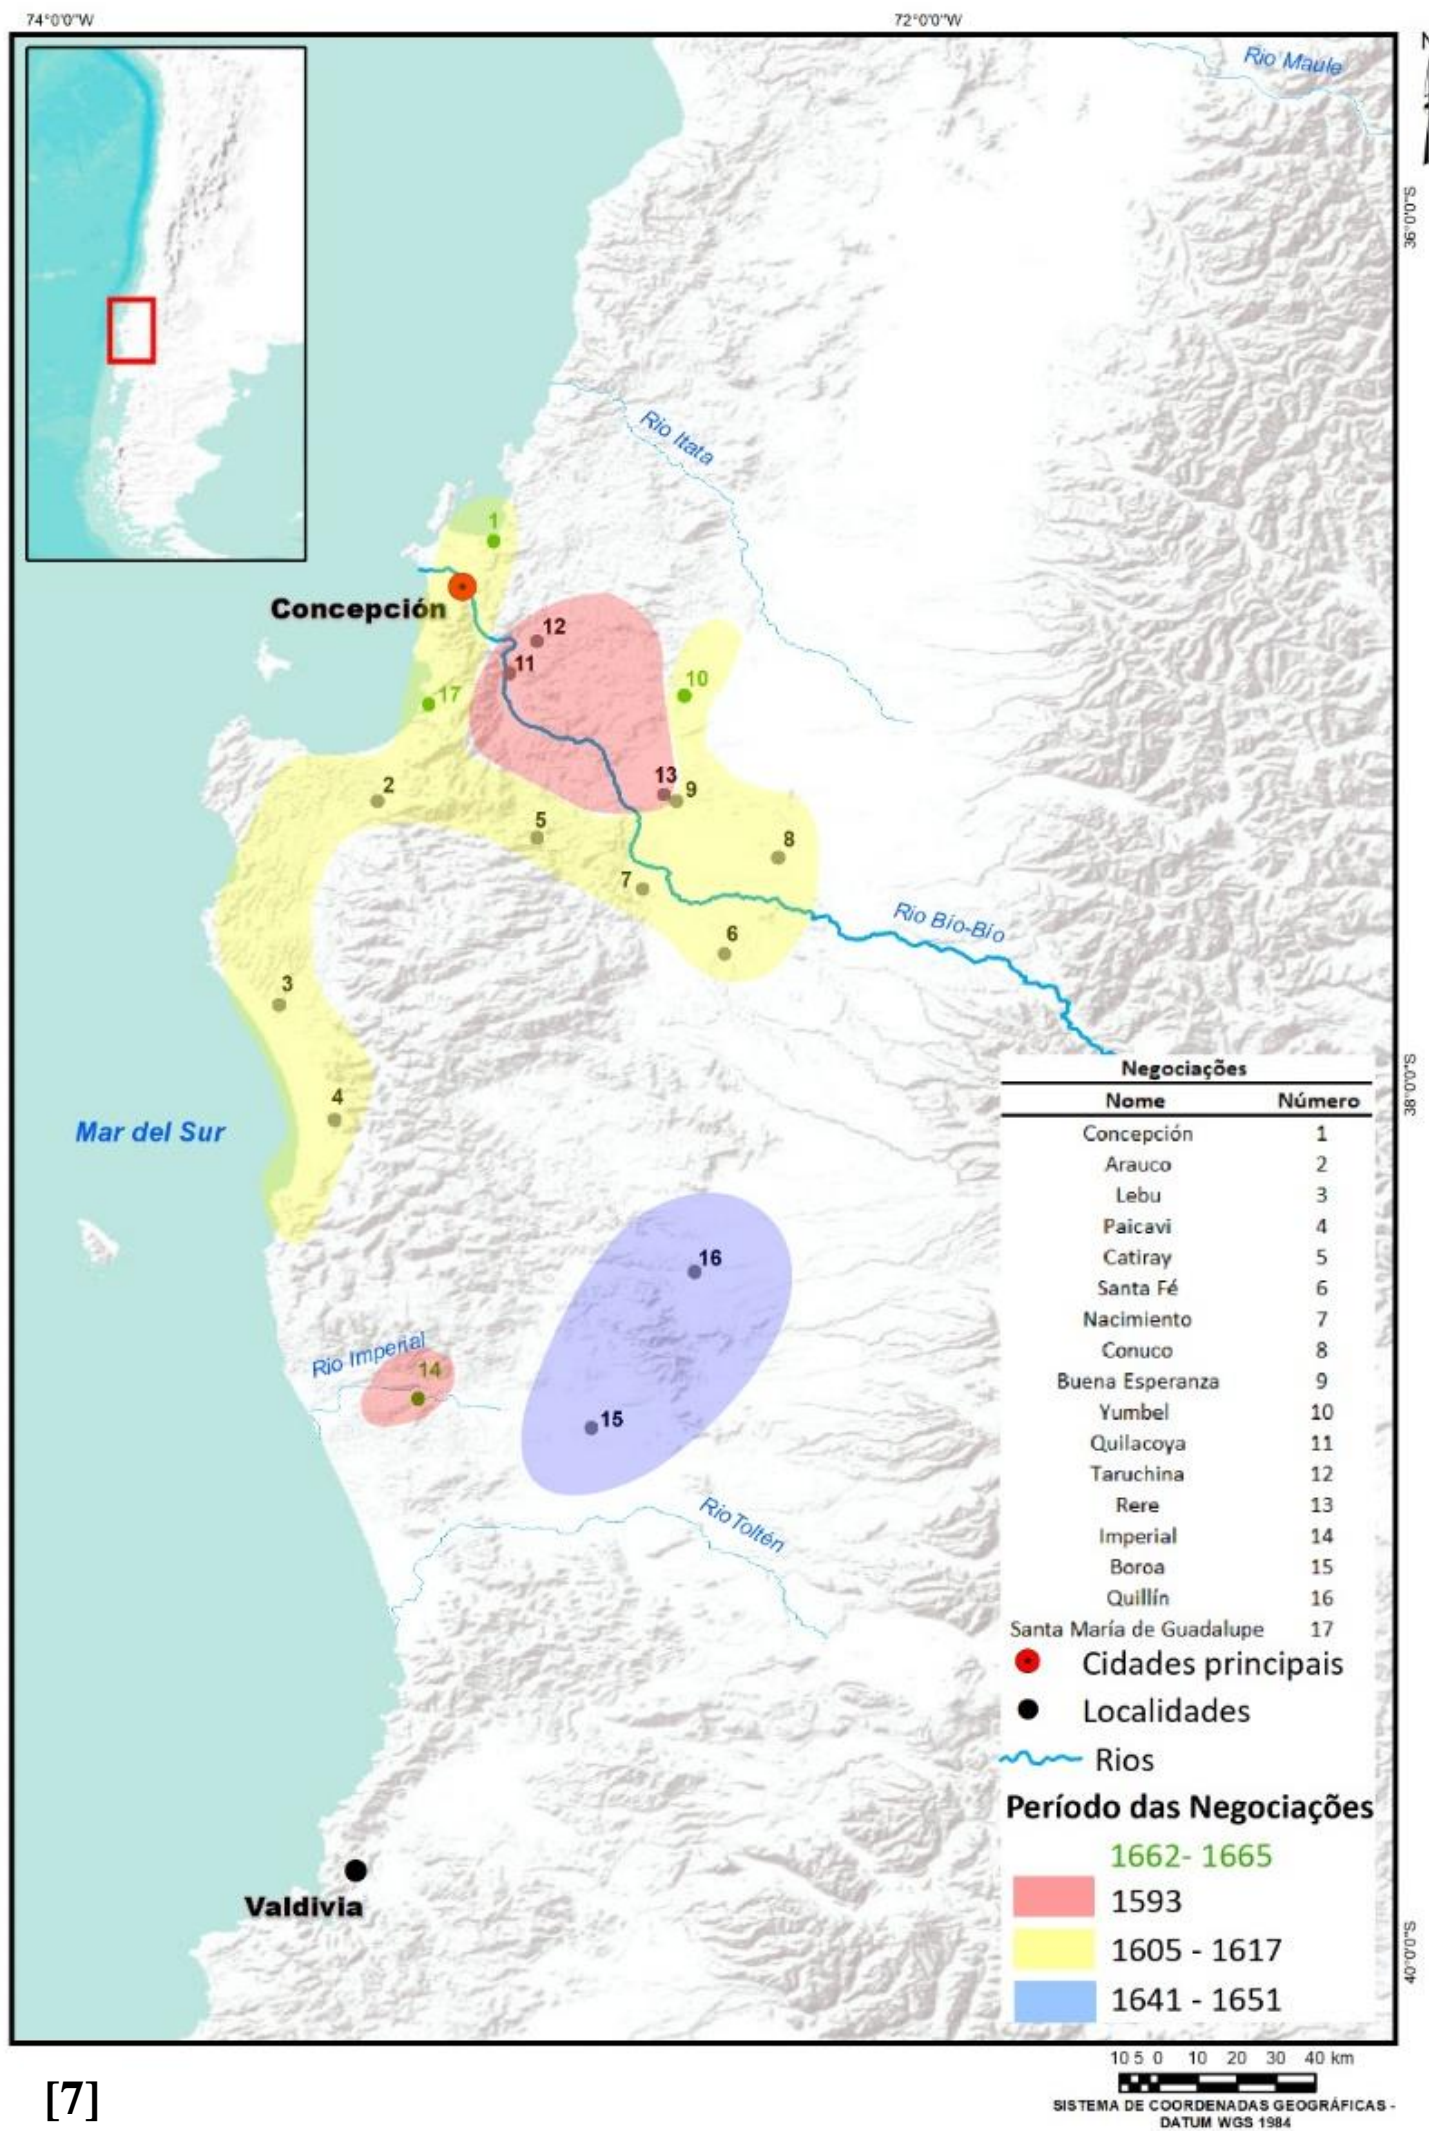 74°0'0"W
72°0'0"W
N
Rio Maule
36°0'0"S
Rio Itata
1
Concepción
12
11
17
10
2
13
9
5
8
7
Rio Bío-Bío
6
3
4
Mar del Sur
38°0'0"S
16
Rio Imperial
14
15
Rio Toltén
Valdivia
40°0'0"S
Negociações
Nome Número
Concepción 1
Arauco 2
Lebu 3
Paicavi 4
Catiray 5
Santa Fé 6
Nacimiento 7
Conuco 8
Buena Esperanza 9
Yumbel 10
Quilacoya 11
Taruchina 12
Rere 13
Imperial 14
Boroa 15
Quillín 16
Santa María de Guadalupe 17
Cidades principais
Localidades
Rios
Período das Negociações
1662- 1665
1593
1605 - 1617
1641 - 1651
10 5 0 10 20 30 40 km
SISTEMA DE COORDENADAS GEOGRÁFICAS -
DATUM WGS 1984
[7]